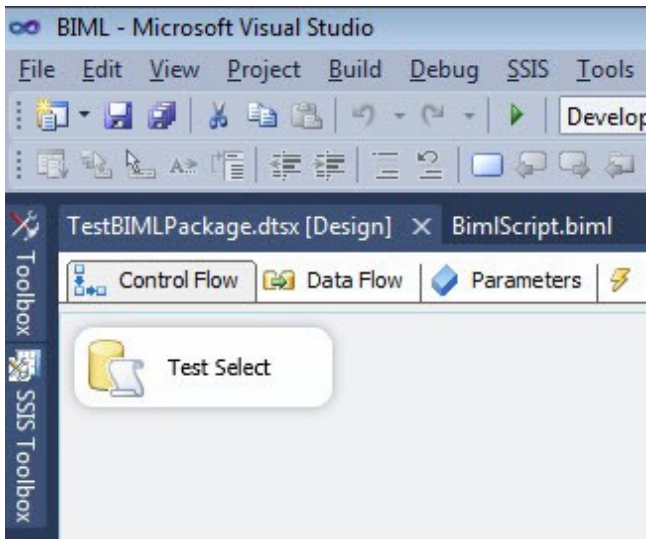 BIML - Microsoft Visual Studio
File Edit View Project Build Debug SSIS Tools
Develop
TestBIMLPackage.dtsx [Design] BimlScript.biml
Control Flow Data Flow Parameters
Test Select
Toolbox
SSIS Toolbox